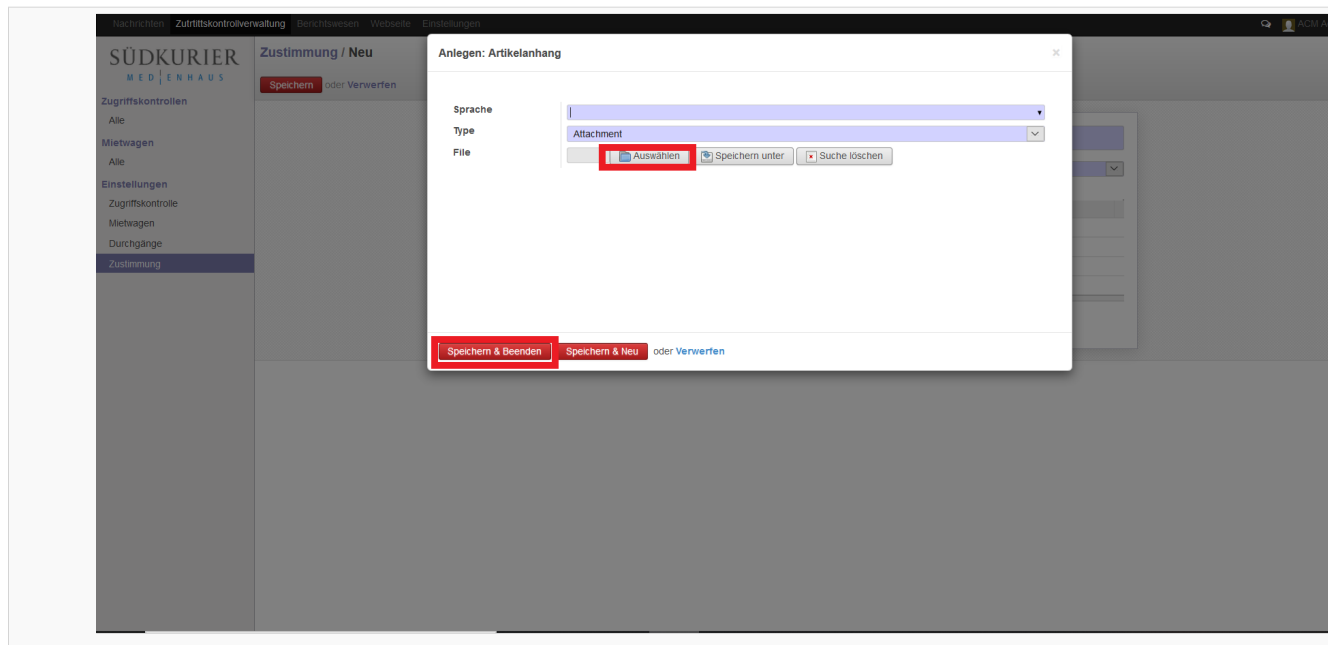 Nachrichten Zutrtittskontrollverwaltung Berichtswesen Webseite Einstellungen
SÜDKURIER
MEDIENHAUS
Zugriffskontrollen
Alle
Mietwagen
Alle
Einstellungen
Zugriffskontrolle
Mietwagen
Durchgänge
Zustimmung
Zustimmung / Neu
Speichern oder Verwerfen
Anlegen: Artikelanhang ×
Sprache
Type Attachment
File Auswählen Speichern unter Suche löschen
Speichern & Beenden Speichern & Neu oder Verwerfen